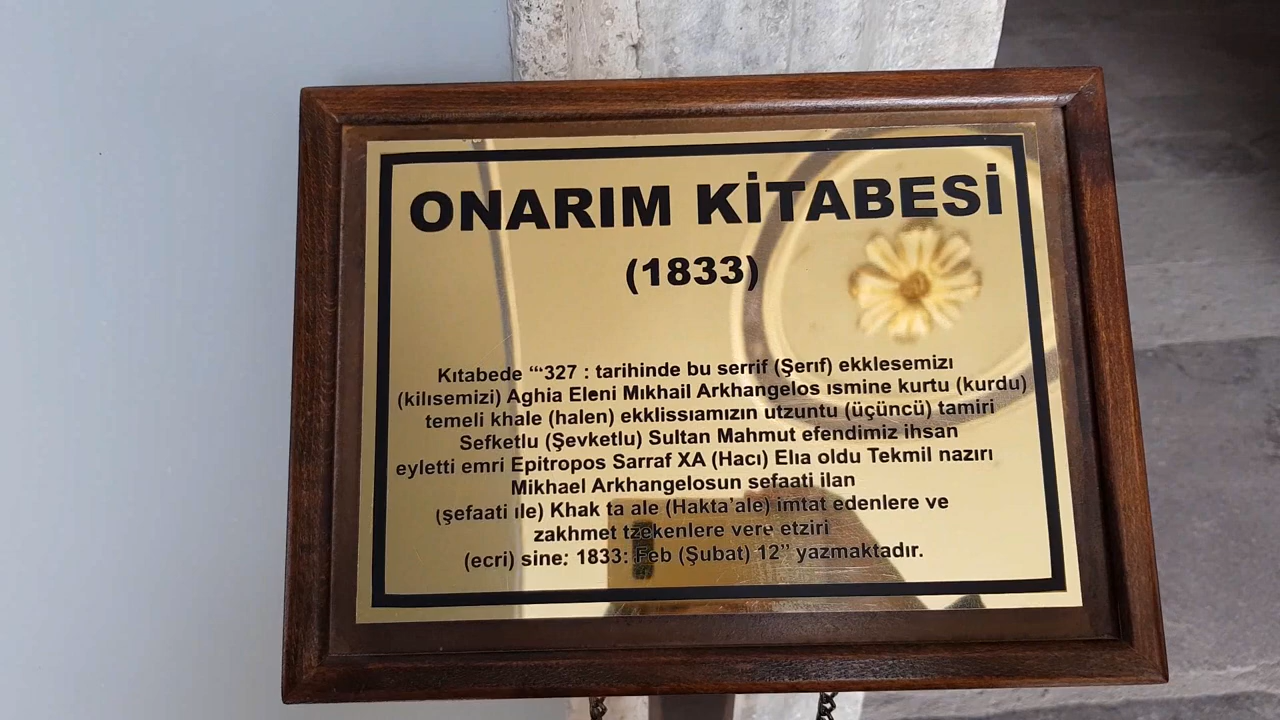 ONARIM KİTABESİ
(1833)
Kıtabede “‘327 : tarihinde bu serrif (Şerıf) ekklesemizı
(kilısemizi) Aghia Eleni Mıkhail Arkhangelos ısmine kurtu (kurdu)
temeli khale (halen) ekklissıamızın utzuntu (üçüncü) tamiri
Sefketlu (Şevketlu) Sultan Mahmut efendimiz ihsan
eyletti emri Epitropos Sarraf XA (Hacı) Elıa oldu Tekmil nazırı
Mikhael Arkhangelosun sefaati ilan
(şefaati ıle) Khak ta ale (Hakta’ale) imtat edenlere ve
zakhmet tzekenlere vere etziri
(ecri) sine: 1833: Feb (Şubat) 12” yazmaktadır.